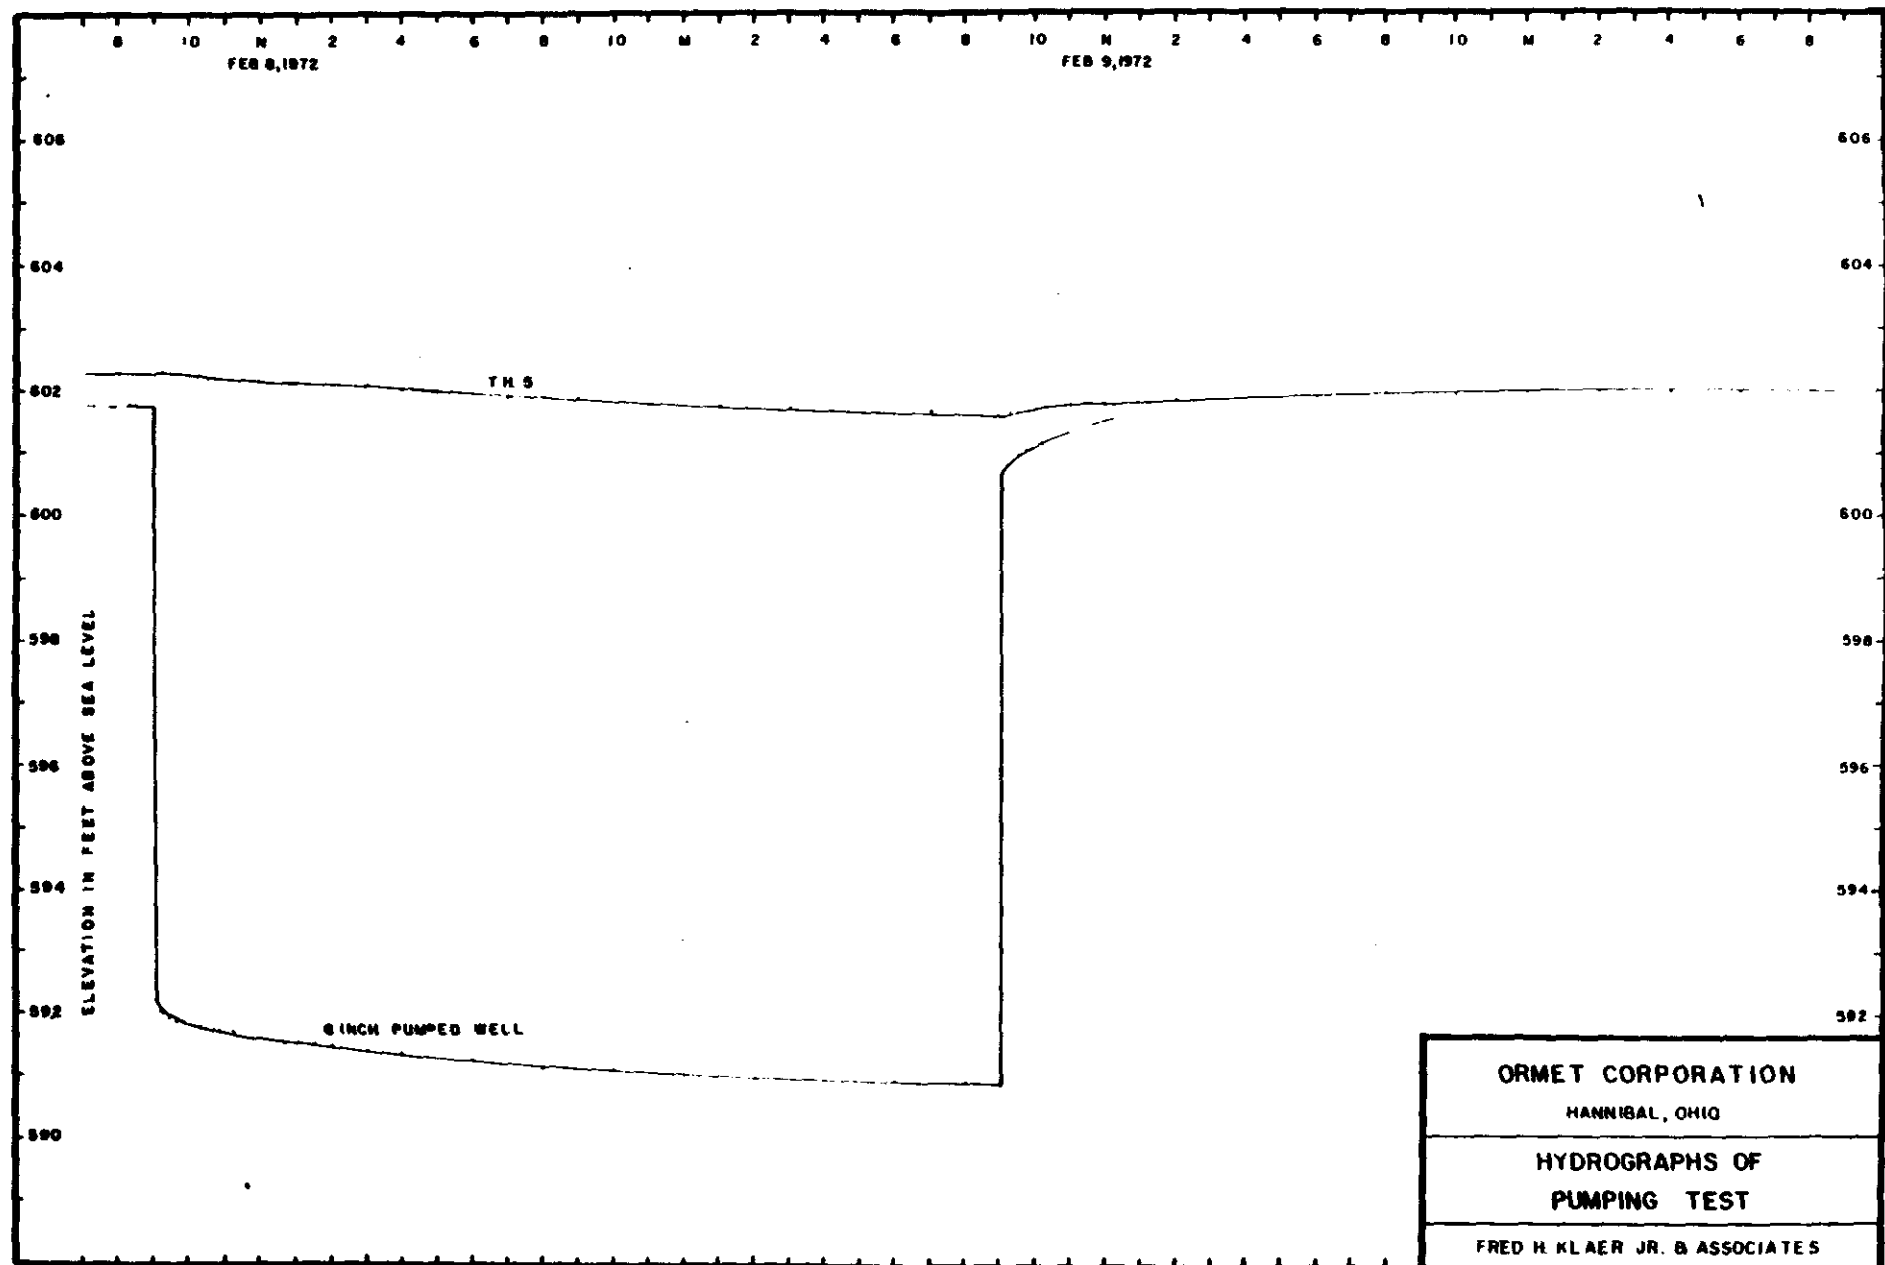 8 10 N 2 4 6 8 10 M 2 4 6 8 10 N 2 4 6 8 10 M 2 4 6 8
FEB 8, 1972 FEB 9, 1972
606 606
604 604
602
T.H. 5
600 600
598 598
596 596
594 594
592 592
590
ELEVATION IN FEET ABOVE SEA LEVEL
8 INCH PUMPED WELL
ORMET CORPORATION
HANNIBAL, OHIO
HYDROGRAPHS OF
PUMPING TEST
FRED H. KLAER JR. & ASSOCIATES